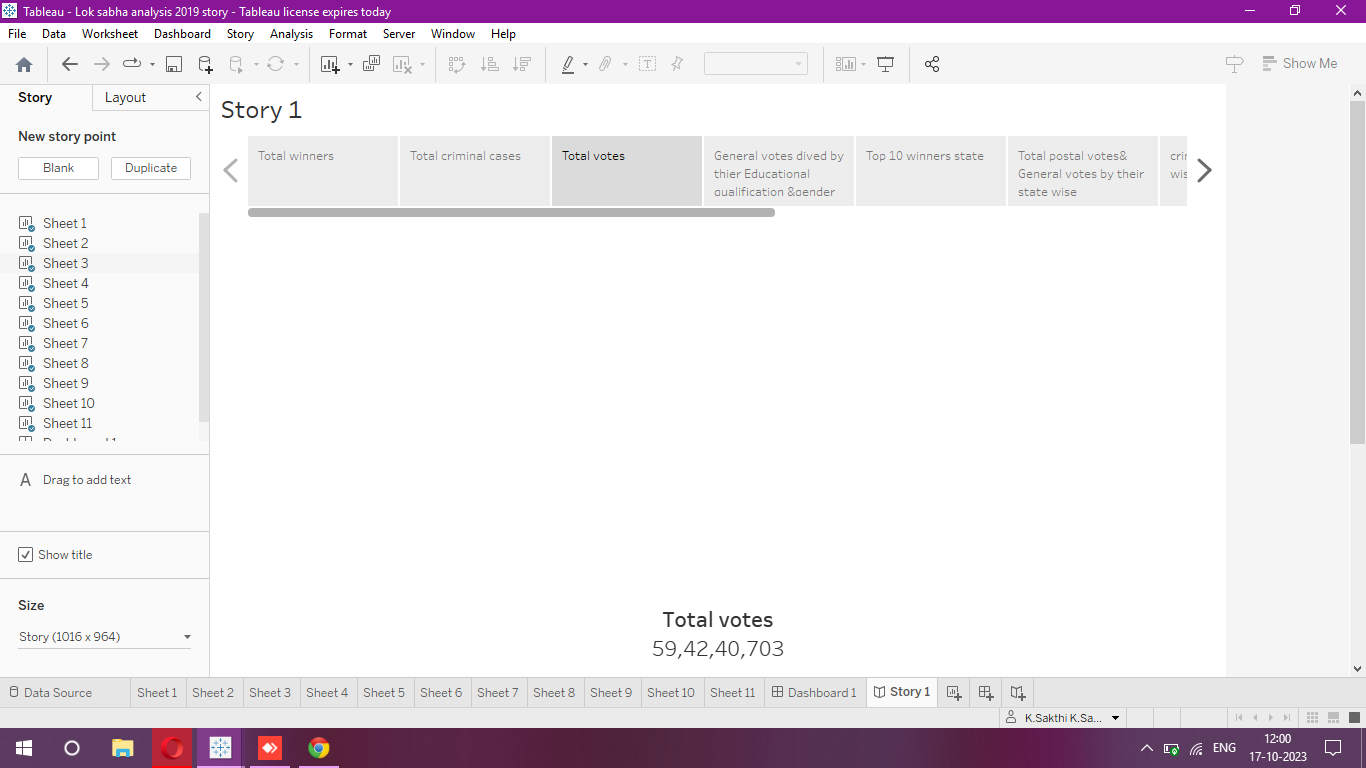 Tableau - Lok sabha analysis 2019 story - Tableau license expires today
File Data Worksheet Dashboard Story Analysis Format Server Window Help
Show Me
Story Layout
New story point
Blank Duplicate
Sheet 1
Sheet 2
Sheet 3
Sheet 4
Sheet 5
Sheet 6
Sheet 7
Sheet 8
Sheet 9
Sheet 10
Sheet 11
A Drag to add text
Show title
Size
Story (1016 x 964)
Story 1
Total winners
Total criminal cases
Total votes
General votes dived by
thier Educational
qualification &gender
Top 10 winners state
Total postal votes&
General votes by their
state wise
Total votes
59,42,40,703
Data Source Sheet 1 Sheet 2 Sheet 3 Sheet 4 Sheet 5 Sheet 6 Sheet 7 Sheet 8 Sheet 9 Sheet 10 Sheet 11 Dashboard 1 Story 1
K.Sakthi K.Sa...
ENG
12:00
17-10-2023